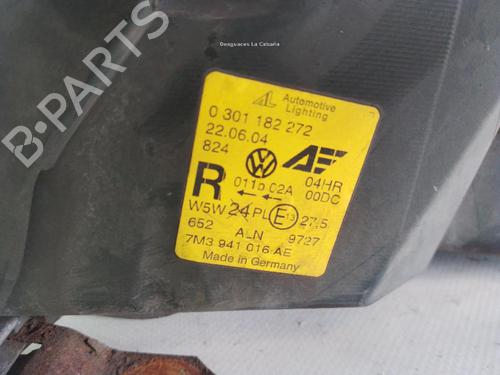 Desguaces La Cabaña
B-PARTS
Automotive
Lighting
0 301 182 272
22.06.04
824
R
04HR
00DC
011b 02A
W5W 24 PL E 13 27,5
652 ALN 9727
7M3 941 016 AE
Made in Germany